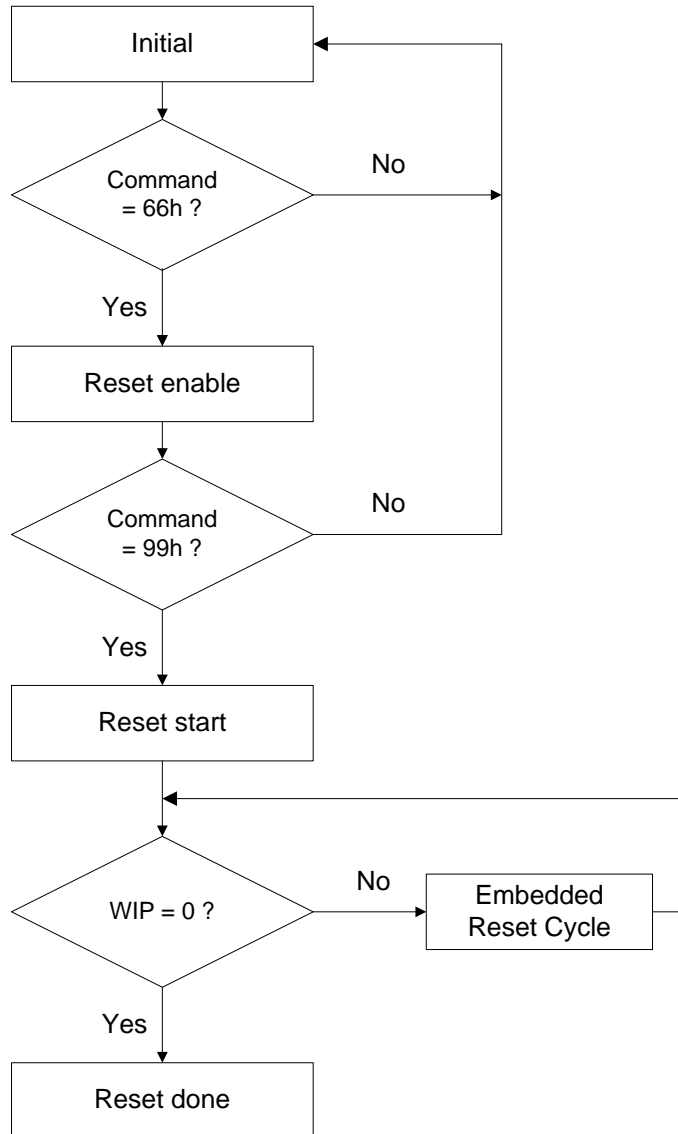 Initial
Command
= 66h ?
No
Yes
Reset enable
Command
= 99h ?
No
Yes
Reset start
WIP = 0 ?
No
Embedded
Reset Cycle
Yes
Reset done